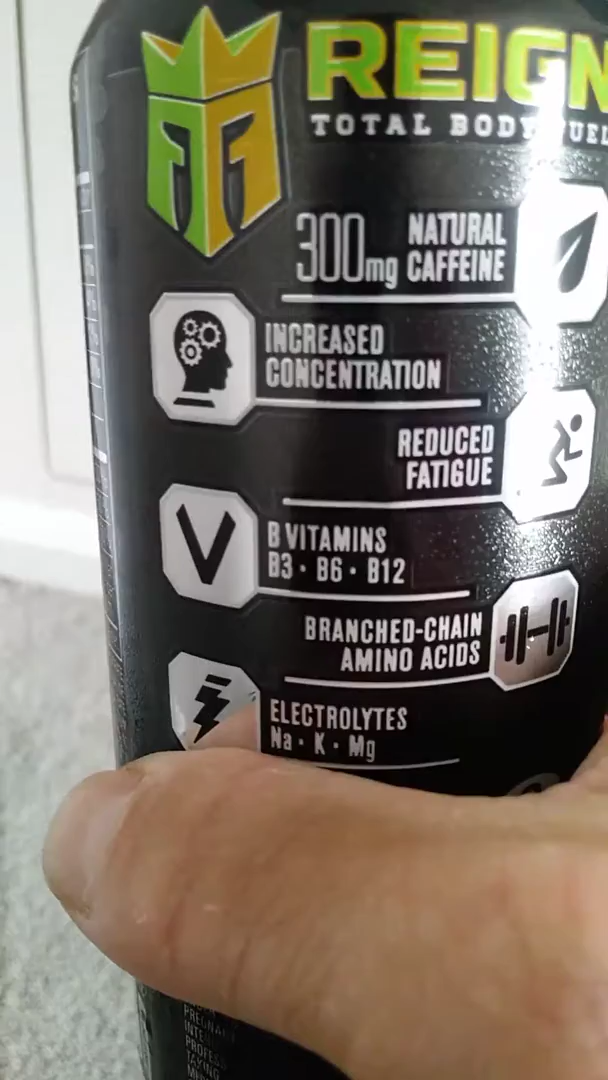 REIGN
TOTAL BODY FUEL
300mg NATURAL CAFFEINE
INCREASED
CONCENTRATION
REDUCED
FATIGUE
V
B VITAMINS
B3 · B6 · B12
BRANCHED-CHAIN
AMINO ACIDS
ELECTROLYTES
Na · K · Mg